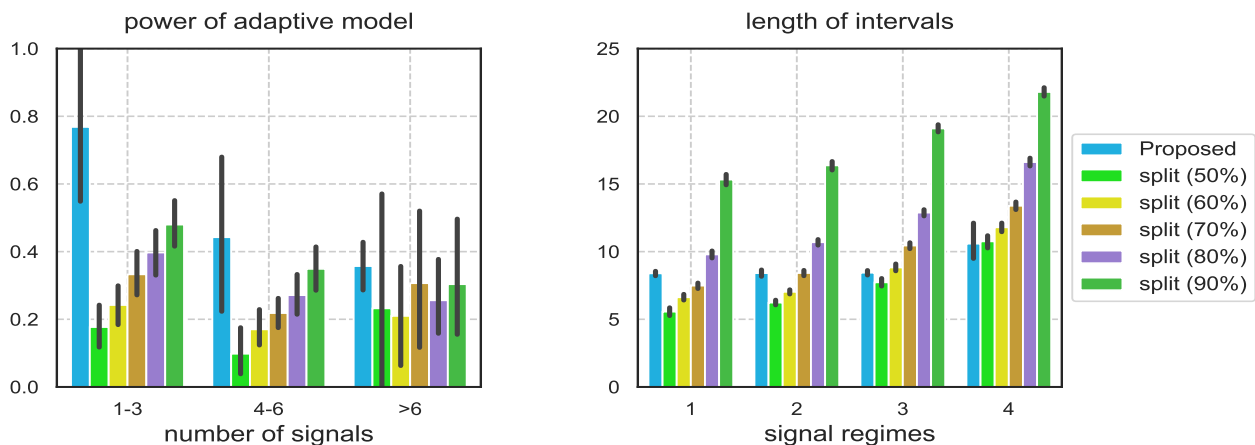 power of adaptive model
1.0
0.8
0.6
0.4
0.2
0.0
1-3
4-6
>6
number of signals
length of intervals
25
20
15
10
5
0
1
2
3
4
signal regimes
Proposed
split (50%)
split (60%)
split (70%)
split (80%)
split (90%)